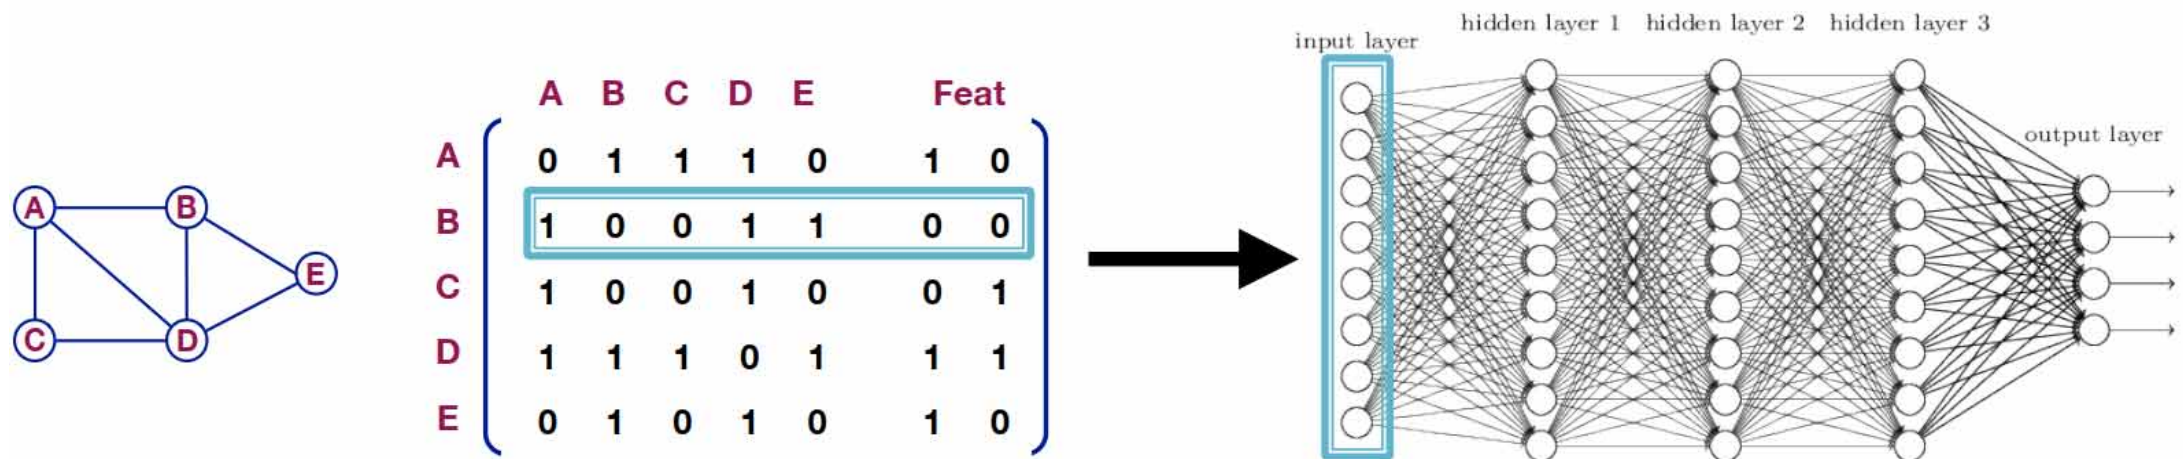 A B
E
C D
A B C D E Feat
A 0 1 1 1 0 1 0
B 1 0 0 1 1 0 0
C 1 0 0 1 0 0 1
D 1 1 1 0 1 1 1
E 0 1 0 1 0 1 0
input layer
hidden layer 1 hidden layer 2 hidden layer 3
output layer